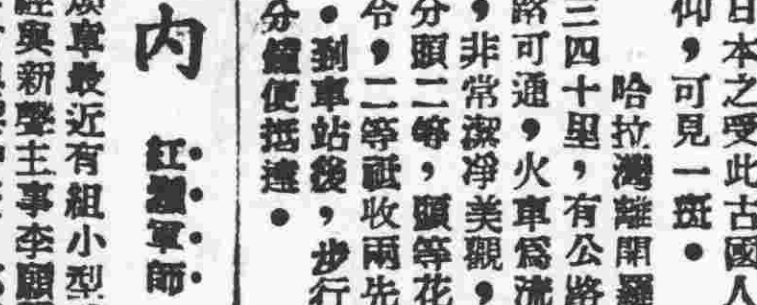 日本之受此古國人
仰，可見一斑。
哈拉灣離開羅
三四十里，有公路
路可通，火車爲流
，非常潔凈美觀，
分頭二等，頭等花
令，二等祗收兩先
。到車站後，步行
分鐘便抵達。
內
紅鬍軍師
車最近有組小型
經與新聲主事李願